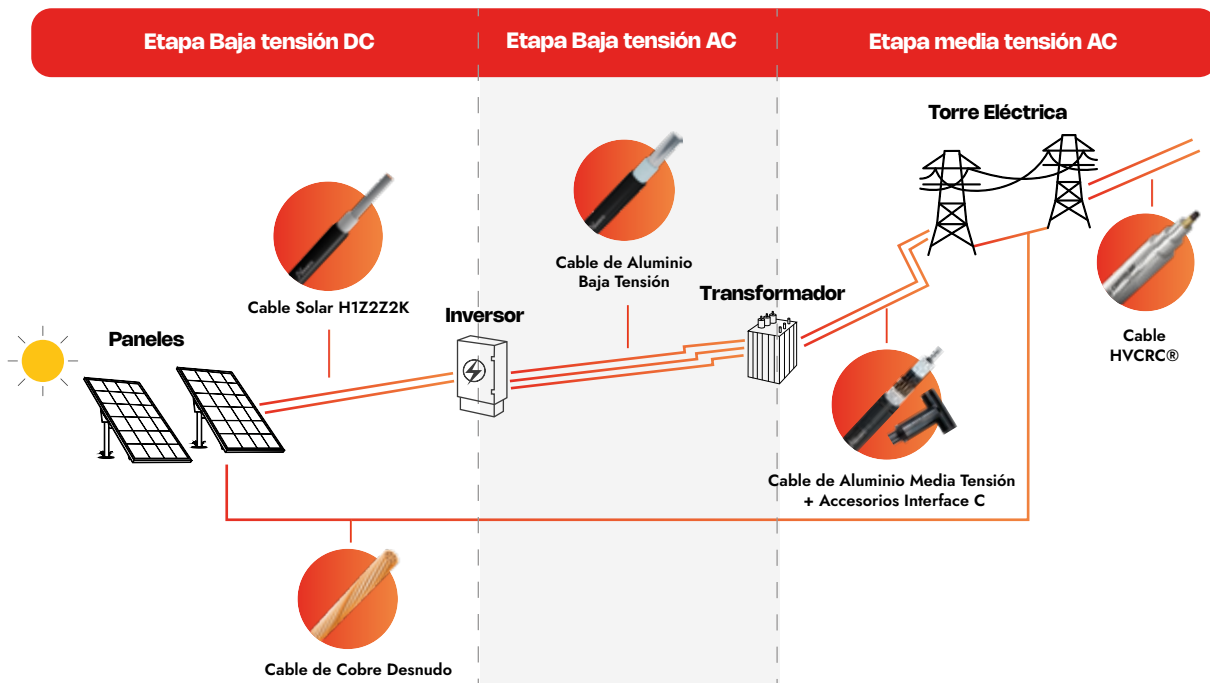 Etapa Baja tensión DC
Etapa Baja tensión AC
Etapa media tensión AC
Torre Eléctrica
Cable Solar H1Z2Z2K
Cable de Aluminio
Baja Tensión
Transformador
Inversor
Paneles
Cable
HVCRC®
Cable de Aluminio Media Tensión
+ Accesorios Interface C
Cable de Cobre Desnudo